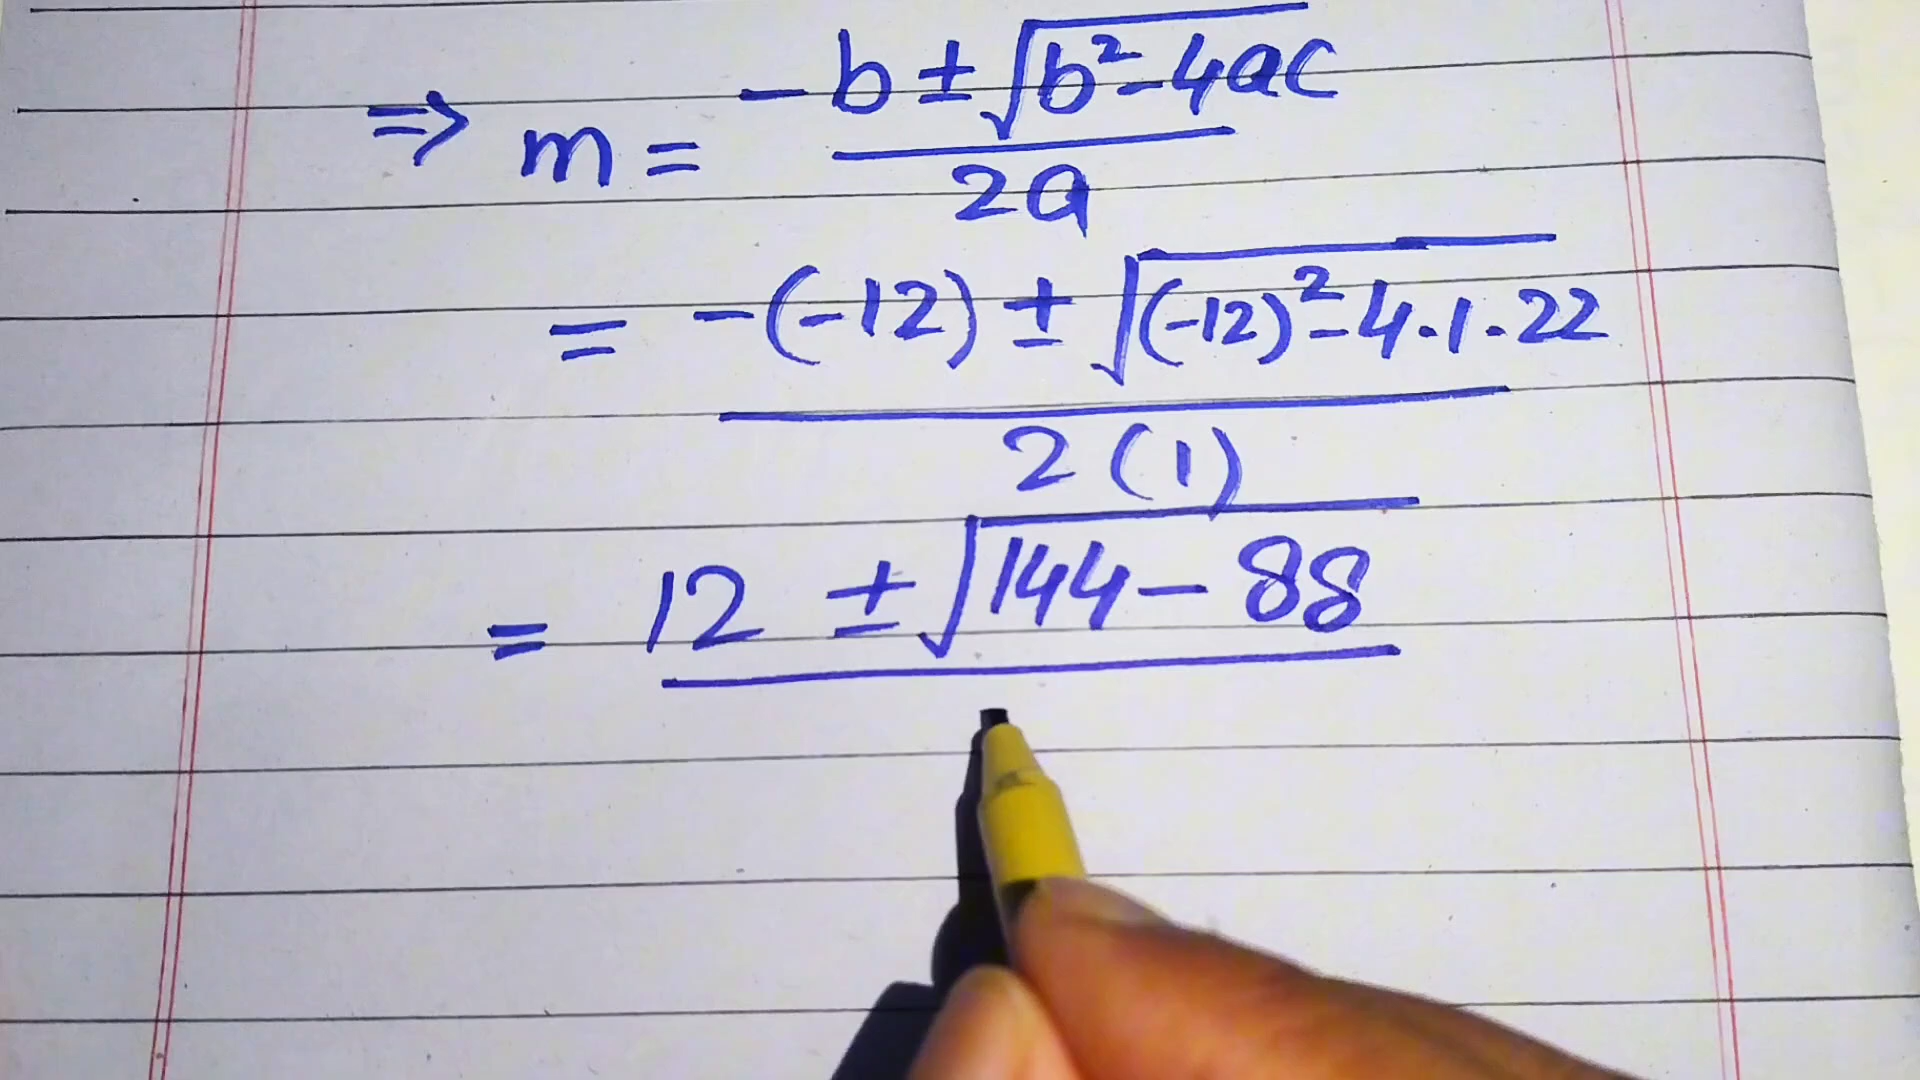 ⇒ m = -b ± √(b² - 4ac) / 2a
= -(-12) ± √((-12)² - 4·1·22) / 2(1)
= 12 ± √(144 - 88)